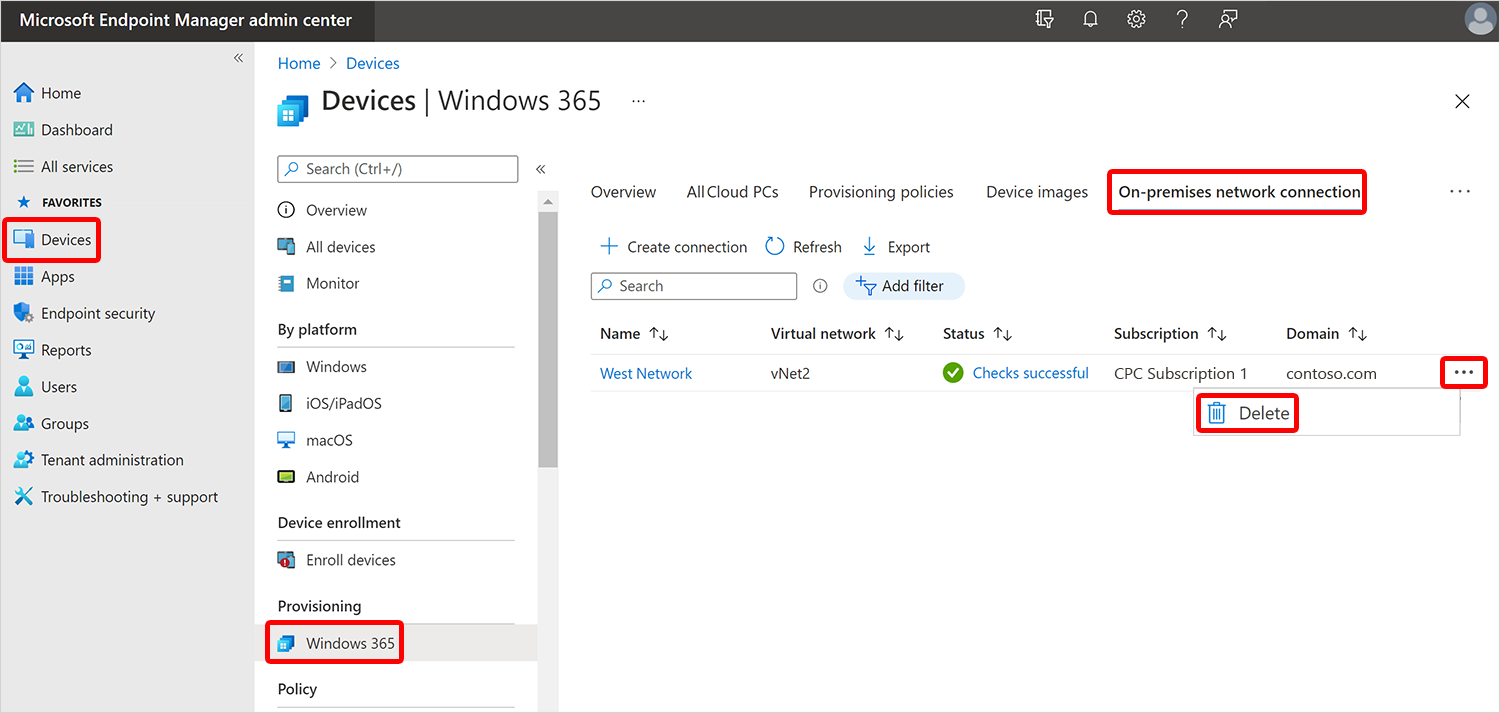 Microsoft Endpoint Manager admin center
Home
Dashboard
All services
FAVORITES
Devices
Apps
Endpoint security
Reports
Users
Groups
Tenant administration
Troubleshooting + support
Home > Devices
Devices | Windows 365 ...
Search (Ctrl+/)
Overview
All devices
Monitor
By platform
Windows
iOS/iPadOS
macOS
Android
Device enrollment
Enroll devices
Provisioning
Windows 365
Policy
Overview All Cloud PCs Provisioning policies Device images On-premises network connection ...
Create connection Refresh Export
Search Add filter
Name Virtual network Status Subscription Domain
West Network vNet2 Checks successful CPC Subscription 1 contoso.com ...
Delete